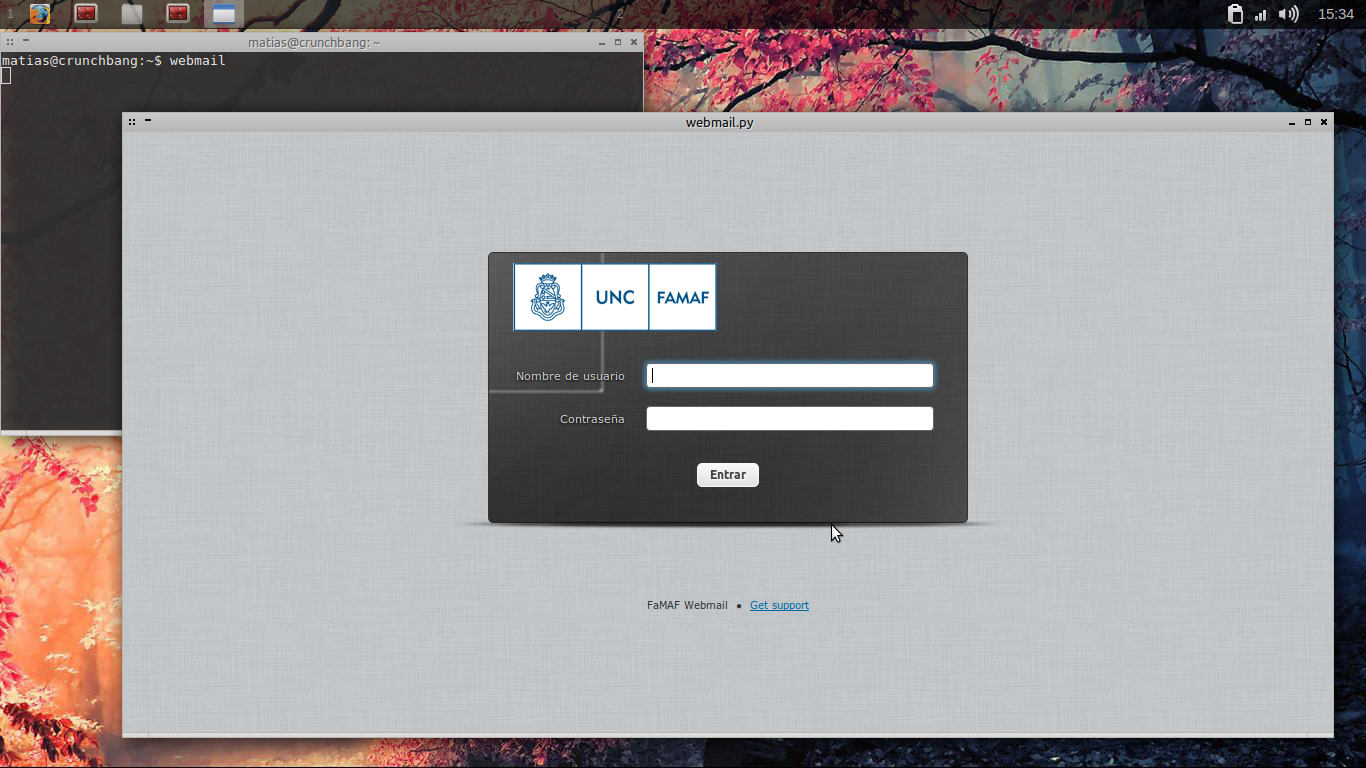 1
2
15:34
matias@crunchbang: ~
matias@crunchbang:~$ webmail
webmail.py
UNC
FAMAF
Nombre de usuario
Contraseña
Entrar
FaMAF Webmail • Get support